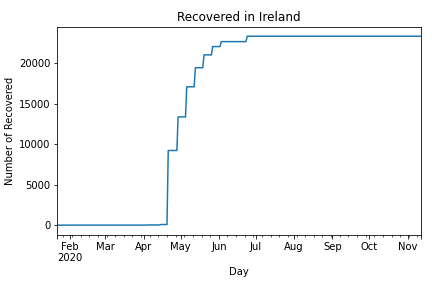 Recovered in Ireland
Number of Recovered
20000
15000
10000
5000
0
Feb Mar Apr May Jun Jul Aug Sep Oct Nov
2020
Day